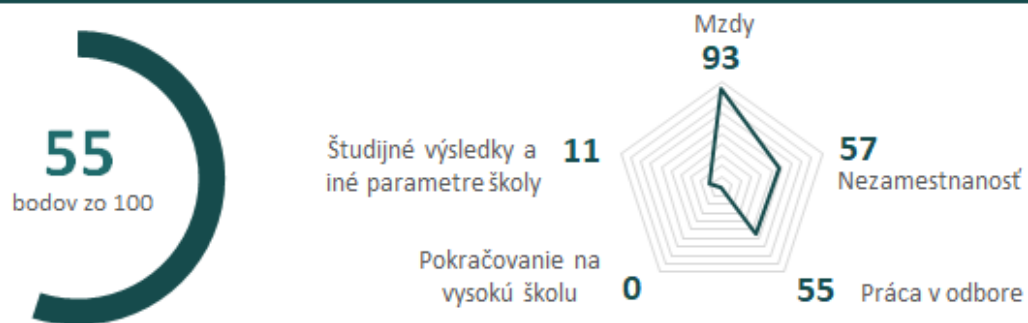 55
bodov zo 100
Mzdy
93
57
Nezamestnanosť
55 Práca v odbore
Pokračovanie na
vysokú školu 0
Študijné výsledky a 11
iné parametre školy